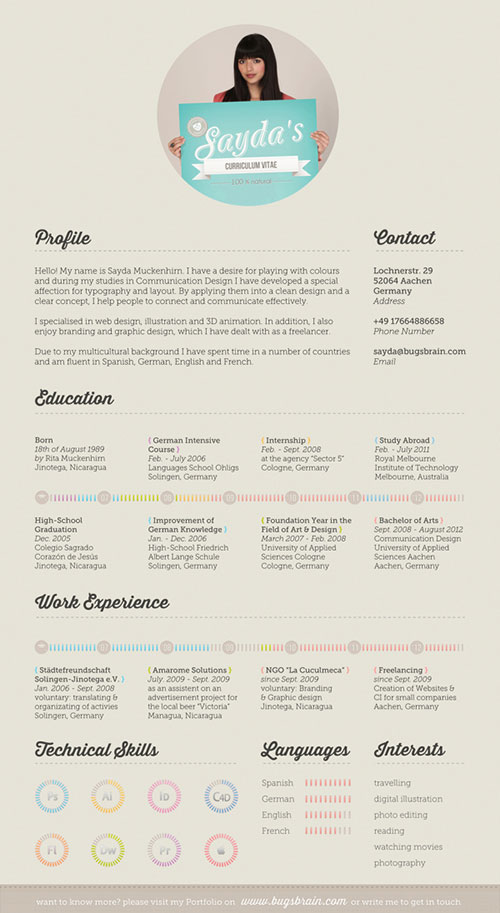 Sayda's
CURRICULUM VITAE
100% natural
Profile
Hello! My name is Sayda Muckenhirn. I have a desire for playing with colours
and during my studies in Communication Design I have developed a special
affection for typography and layout. By applying them into a clean design and a
clear concept, I help people to connect and communicate effectively.
I specialised in web design, illustration and 3D animation. In addition, I also
enjoy branding and graphic design, which I have dealt with as a freelancer.
Due to my multicultural background I have spent time in a number of countries
and am fluent in Spanish, German, English and French.
Contact
Lochnerstr. 29
52064 Aachen
Germany
Address
+49 17664886658
Phone Number
sayda@bugsbrain.com
Email
Education
Born
18th of August 1989
by Rita Muckenhirn
Jinotega, Nicaragua
{ German Intensive
Course }
Feb. - July 2006
Languages School Ohligs
Solingen, Germany
{ Internship }
Feb. - Sept. 2008
at the agency "Sector 5"
Cologne, Germany
{ Study Abroad }
Feb. - July 2011
Royal Melbourne
Institute of Technology
Melbourne, Australia
07
08
09
10
11
12
High-School
Graduation
Dec. 2005
Colegio Sagrado
Corazón de Jesús
Jinotega, Nicaragua
{ Improvement of
German Knowledge }
Jan. - Dec. 2006
High-School Friedrich
Albert Lange Schule
Solingen, Germany
{ Foundation Year in the
Field of Art & Design }
March 2007 - Feb. 2008
University of Applied
Sciences Cologne
Cologne, Germany
{ Bachelor of Arts }
Sept. 2008 - August 2012
Communication Design
University of Applied
Sciences Aachen
Aachen, Germany
Work Experience
07
08
09
10
11
12
{ Städtefreundschaft
Solingen-Jinotega e.V. }
Jan. 2006 - Sept. 2008
voluntary: translating &
organizating of activies
Solingen, Germany
{ Amarome Solutions }
July. 2009 - Sept. 2009
as an assistent on an
advertisement project for
the local beer "Victoria"
Managua, Nicaragua
{ NGO "La Cuculmeca" }
since Sept. 2009
voluntary: Branding
& Graphic design
Jinotega, Nicaragua
{ Freelancing }
since Sept. 2009
Creation of Websites &
CI for small companies
Aachen, Germany
Technical Skills
Ps
Ai
ID
C4D
Fl
DW
Pr
Languages
Spanish
German
English
French
Interests
travelling
digital illustration
photo editing
reading
watching movies
photography
want to know more? please visit my Portfolio on www.bugsbrain.com or write me to get in touch